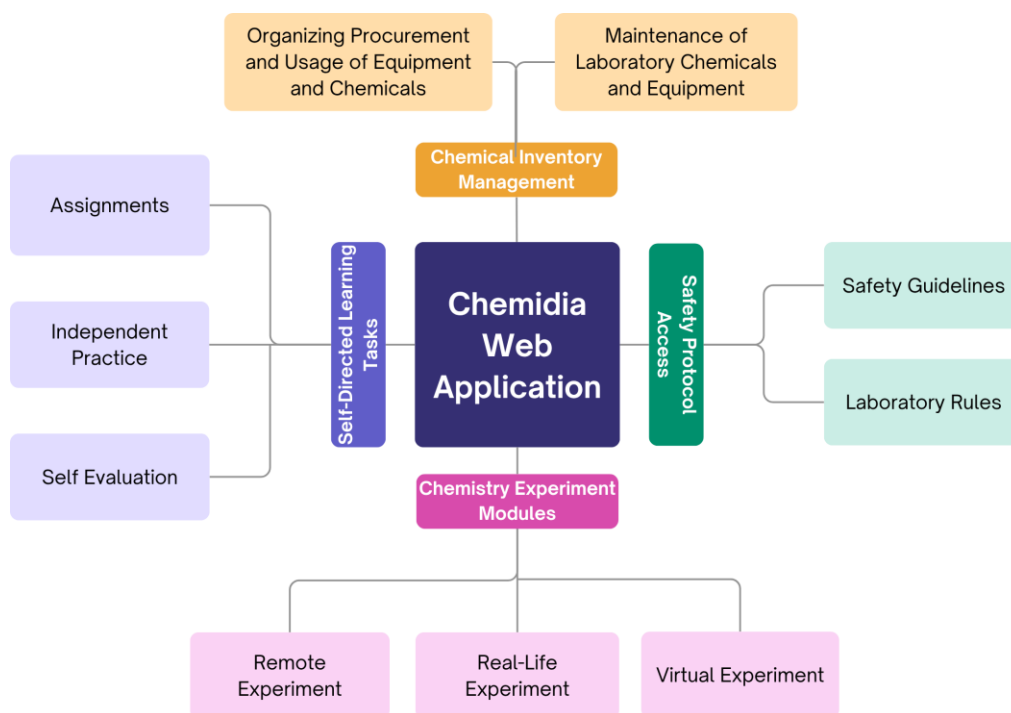 Organizing Procurement
and Usage of Equipment
and Chemicals
Maintenance of
Laboratory Chemicals
and Equipment
Chemical Inventory
Management
Assignments
Independent
Practice
Self Evaluation
Self-Directed Learning
Tasks
Chemidia
Web
Application
Safety Protocol
Access
Safety Guidelines
Laboratory Rules
Chemistry Experiment
Modules
Remote
Experiment
Real-Life
Experiment
Virtual Experiment